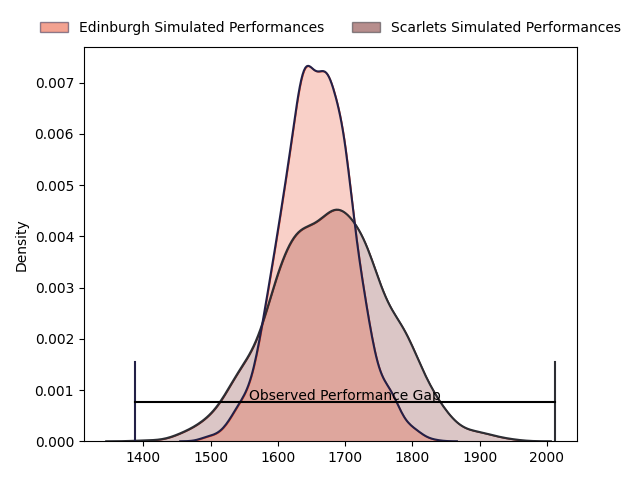 Edinburgh Simulated Performances Scarlets Simulated Performances
0.007
0.006
0.005
0.004
0.003
0.002
0.001
0.000
Density
Observed Performance Gap
1400 1500 1600 1700 1800 1900 2000